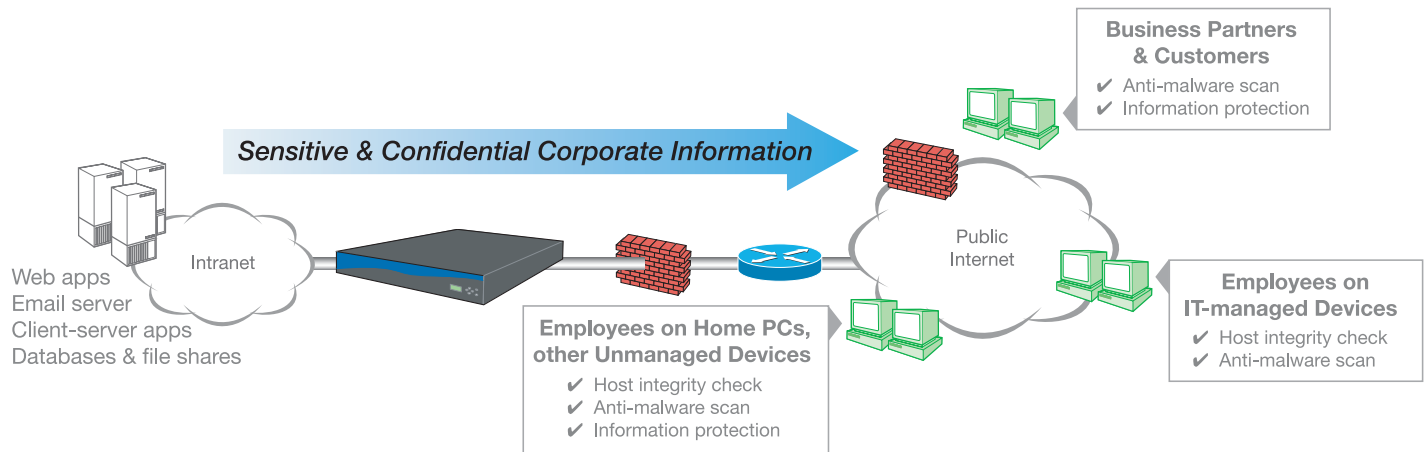 Business Partners
& Customers
✔ Anti-malware scan
✔ Information protection
Sensitive & Confidential Corporate Information
Intranet
Public
Internet
Web apps
Email server
Client-server apps
Databases & file shares
Employees on Home PCs,
other Unmanaged Devices
✔ Host integrity check
✔ Anti-malware scan
✔ Information protection
Employees on
IT-managed Devices
✔ Host integrity check
✔ Anti-malware scan